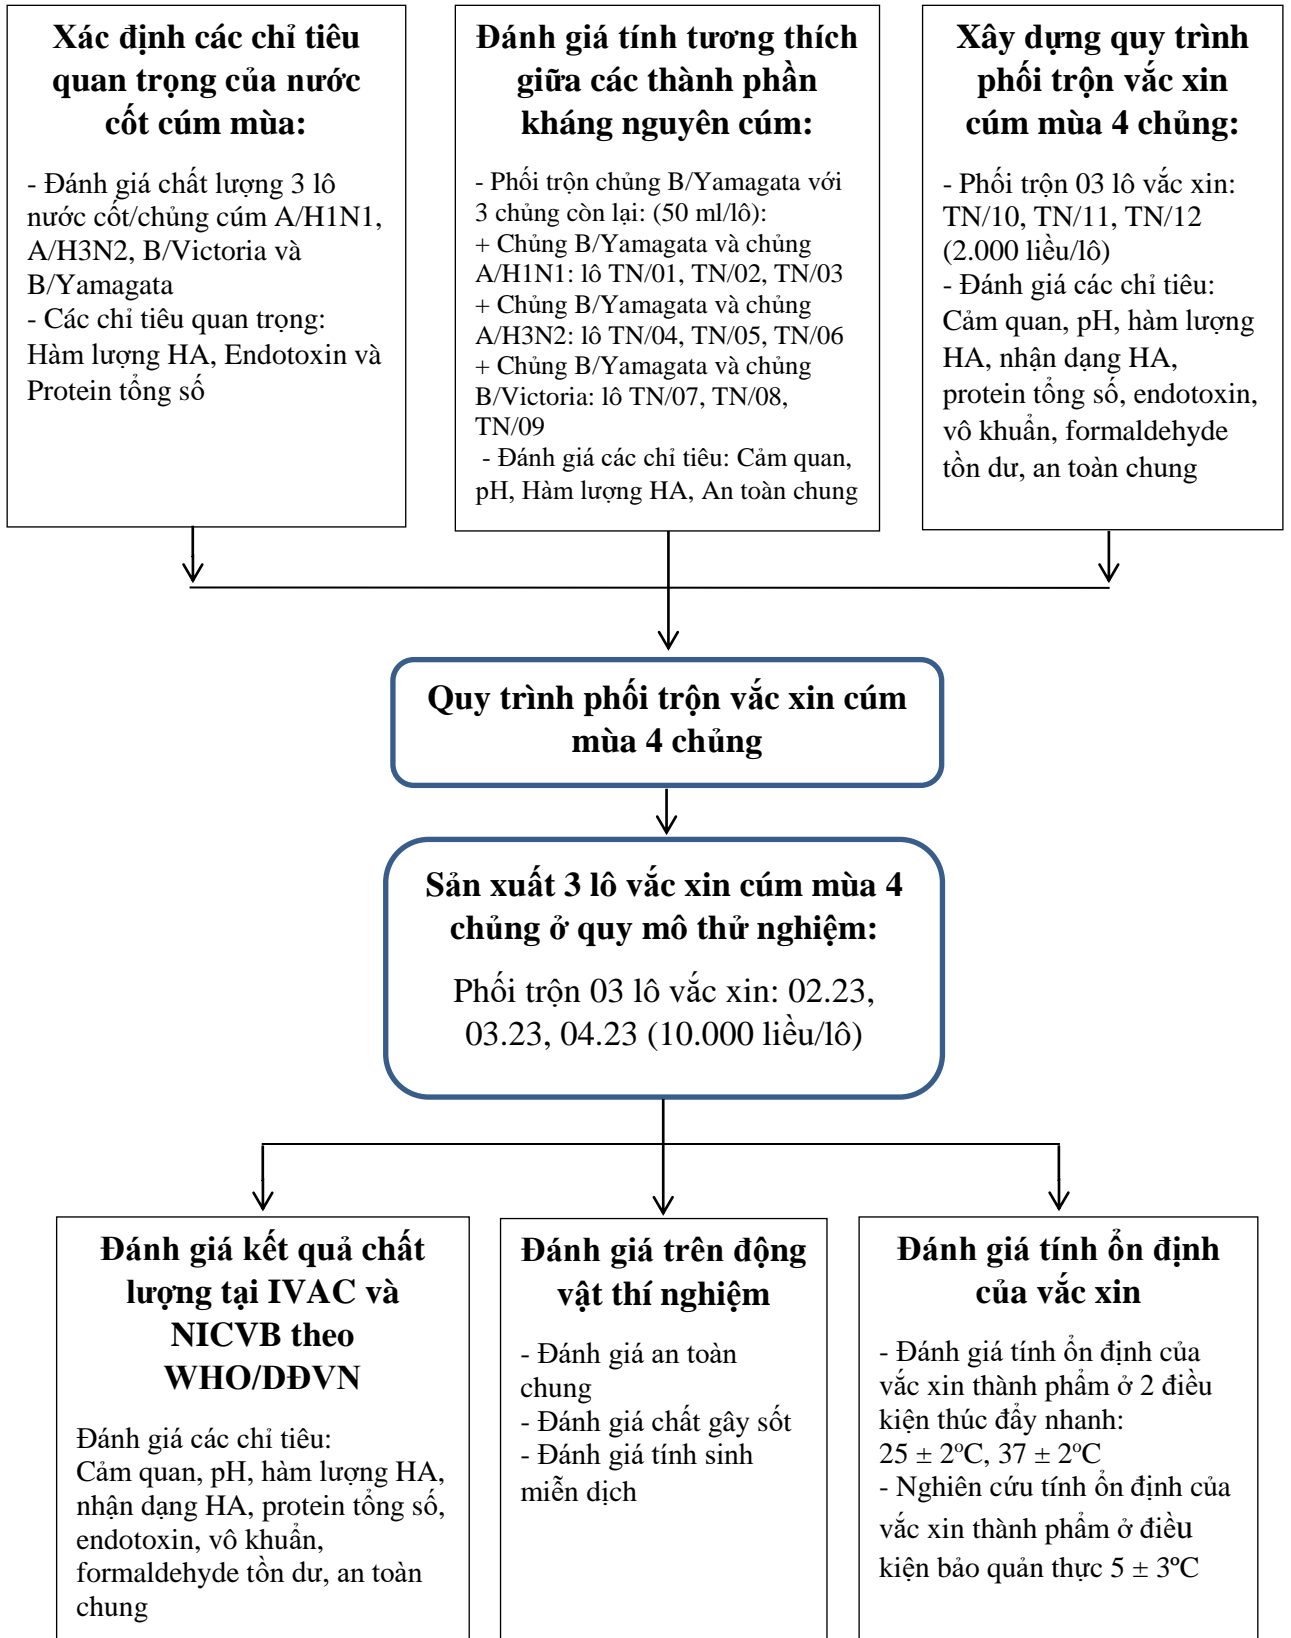 Xác định các chỉ tiêu
quan trọng của nước
cốt cúm mùa:
- Đánh giá chất lượng 3 lô
nước cốt/chủng cúm A/H1N1,
A/H3N2, B/Victoria và
B/Yamagata
- Các chỉ tiêu quan trọng:
Hàm lượng HA, Endotoxin và
Protein tổng số
Đánh giá tính tương thích
giữa các thành phần
kháng nguyên cúm:
- Phối trộn chủng B/Yamagata với
3 chủng còn lại: (50 ml/lô):
+ Chủng B/Yamagata và chủng
A/H1N1: lô TN/01, TN/02, TN/03
+ Chủng B/Yamagata và chủng
A/H3N2: lô TN/04, TN/05, TN/06
+ Chủng B/Yamagata và chủng
B/Victoria: lô TN/07, TN/08,
TN/09
- Đánh giá các chỉ tiêu: Cảm quan,
pH, Hàm lượng HA, An toàn chung
Xây dựng quy trình
phối trộn vắc xin
cúm mùa 4 chủng:
- Phối trộn 03 lô vắc xin:
TN/10, TN/11, TN/12
(2.000 liều/lô)
- Đánh giá các chỉ tiêu:
Cảm quan, pH, hàm lượng
HA, nhận dạng HA,
protein tổng số, endotoxin,
vô khuẩn, formaldehyde
tồn dư, an toàn chung
Quy trình phối trộn vắc xin cúm
mùa 4 chủng
Sản xuất 3 lô vắc xin cúm mùa 4
chủng ở quy mô thử nghiệm:
Phối trộn 03 lô vắc xin: 02.23,
03.23, 04.23 (10.000 liều/lô)
Đánh giá kết quả chất
lượng tại IVAC và
NICVB theo
WHO/DĐVN
Đánh giá các chỉ tiêu:
Cảm quan, pH, hàm lượng HA,
nhận dạng HA, protein tổng số,
endotoxin, vô khuẩn,
formaldehyde tồn dư, an toàn
chung
Đánh giá trên động
vật thí nghiệm
- Đánh giá an toàn
chung
- Đánh giá chất gây sốt
- Đánh giá tính sinh
miễn dịch
Đánh giá tính ổn định
của vắc xin
- Đánh giá tính ổn định của
vắc xin thành phẩm ở 2 điều
kiện thúc đẩy nhanh:
25 ± 2ºC, 37 ± 2ºC
- Nghiên cứu tính ổn định của
vắc xin thành phẩm ở điều
kiện bảo quản thực 5 ± 3ºC